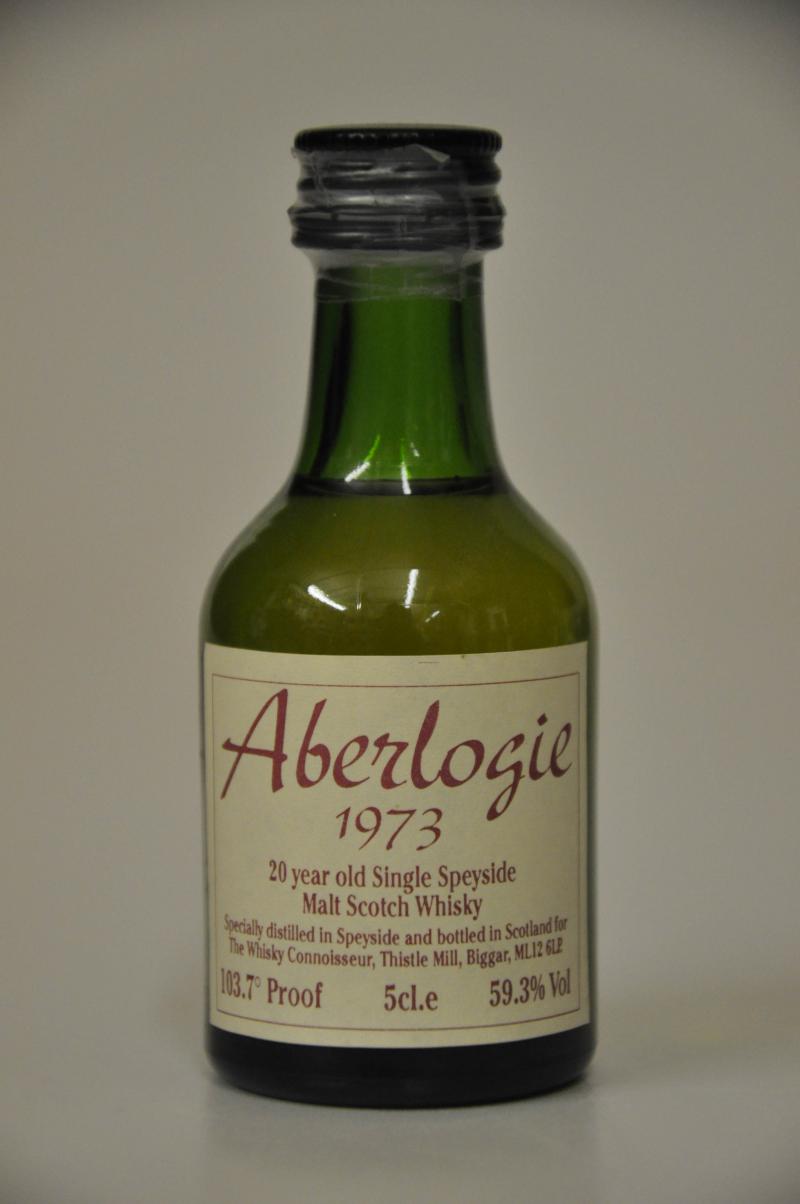 Aberlogie
1973
20 year old Single Speyside
Malt Scotch Whisky
Specially distilled in Speyside and bottled in Scotland for
The Whisky Connoisseur, Thistle Mill, Biggar, ML12 6LP.
103.7° Proof 5cl.e 59.3% Vol